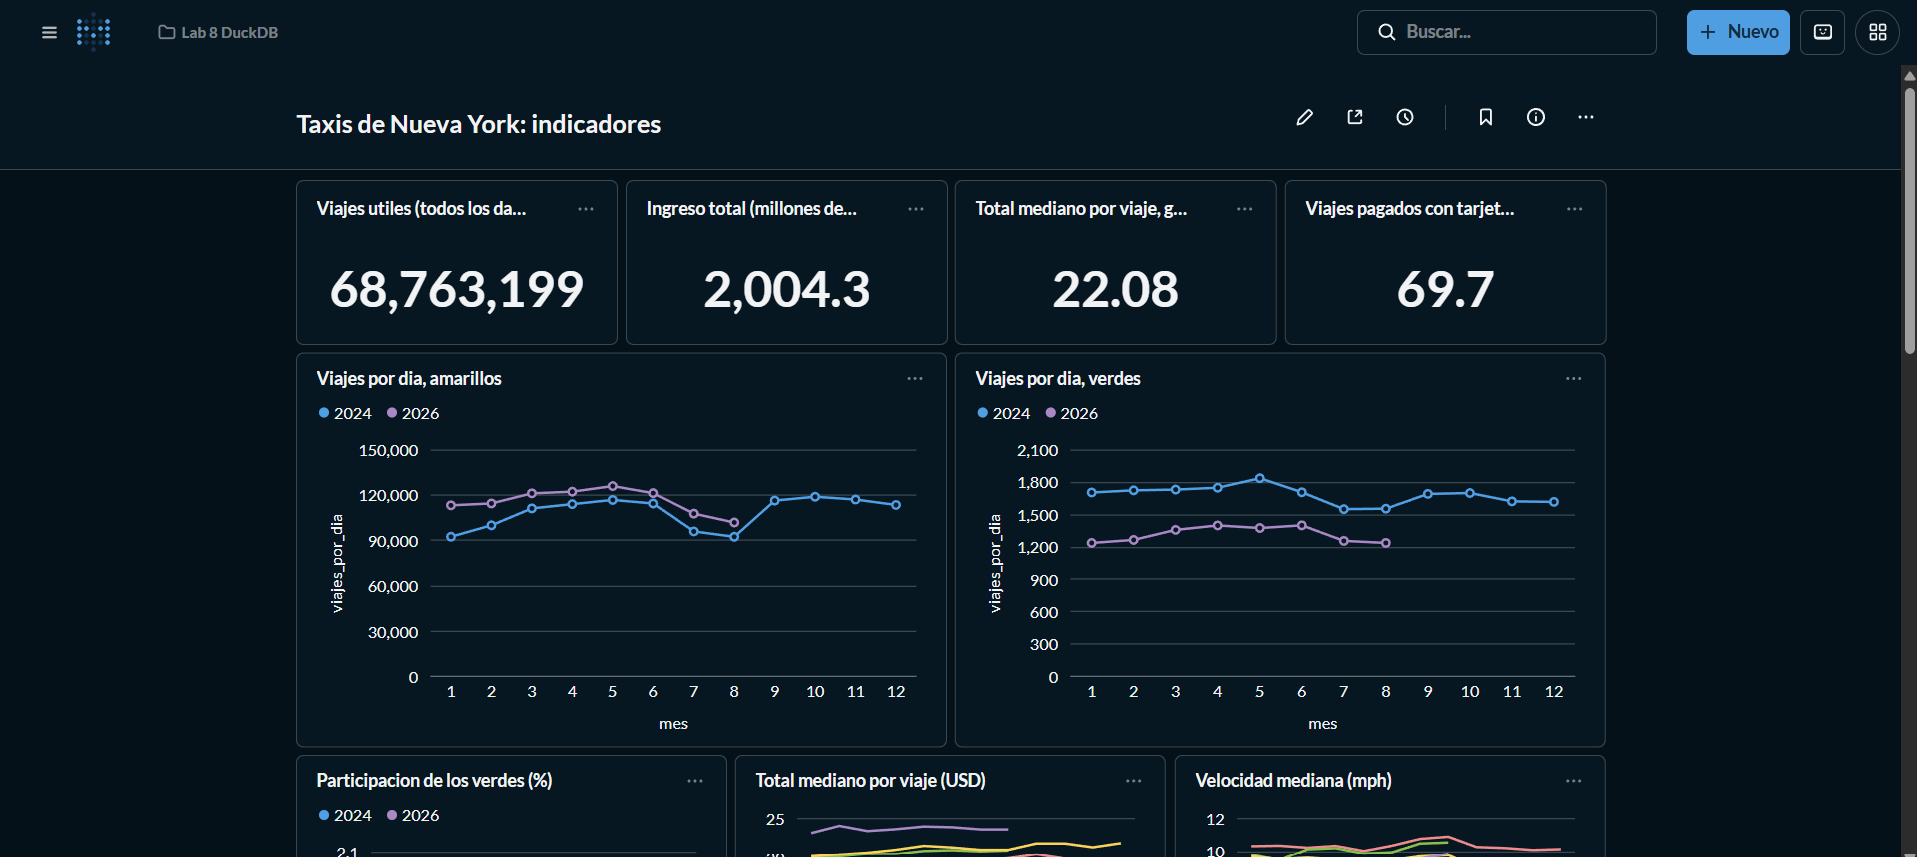 Lab 8 DuckDB
Buscar...
+ Nuevo
Taxis de Nueva York: indicadores
Viajes utiles (todos los da...
68,763,199
Ingreso total (millones de...
2,004.3
Total mediano por viaje, g...
22.08
Viajes pagados con tarjet...
69.7
Viajes por dia, amarillos
2024 2026
150,000
120,000
90,000
60,000
30,000
0
viajes_por_dia
1 2 3 4 5 6 7 8 9 10 11 12
mes
Viajes por dia, verdes
2024 2026
2,100
1,800
1,500
1,200
900
600
300
0
viajes_por_dia
1 2 3 4 5 6 7 8 9 10 11 12
mes
Participacion de los verdes (%)
2024 2026
2.1
Total mediano por viaje (USD)
25
Velocidad mediana (mph)
12
10